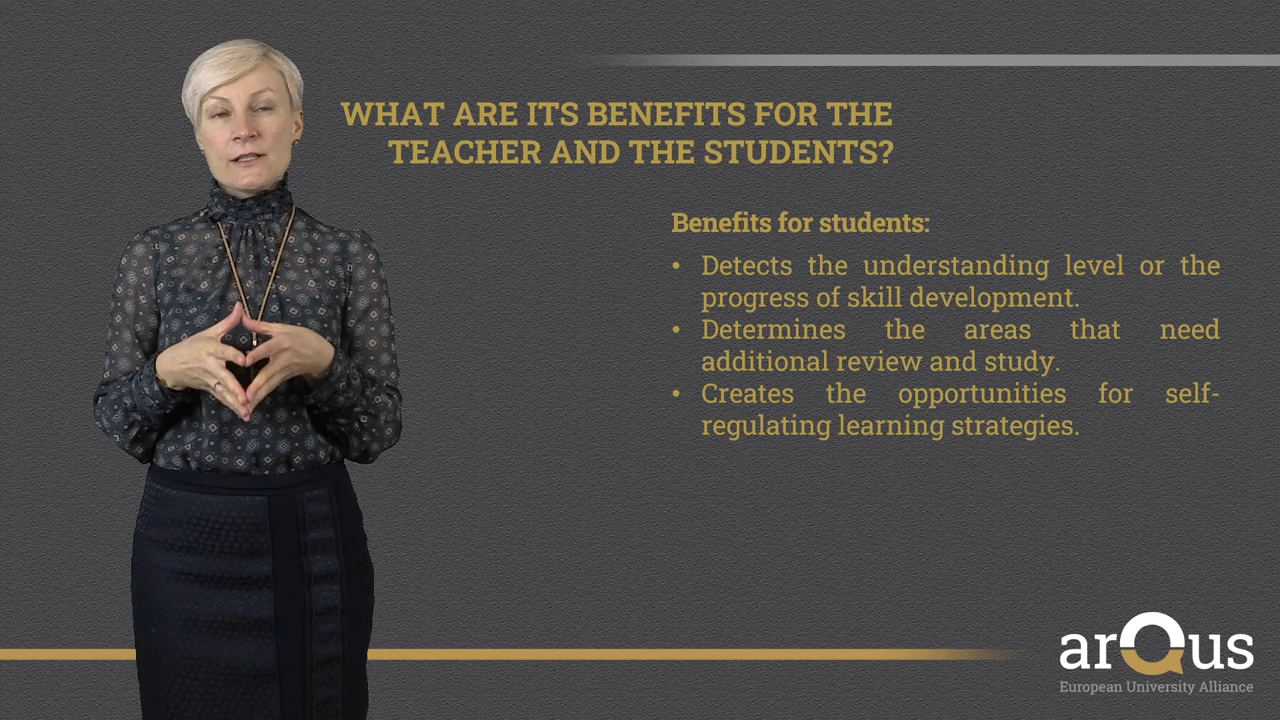 WHAT ARE ITS BENEFITS FOR THE
TEACHER AND THE STUDENTS?
Benefits for students:
• Detects the understanding level or the
progress of skill development.
• Determines the areas that need
additional review and study.
• Creates the opportunities for self-
regulating learning strategies.
arQus
European University Alliance